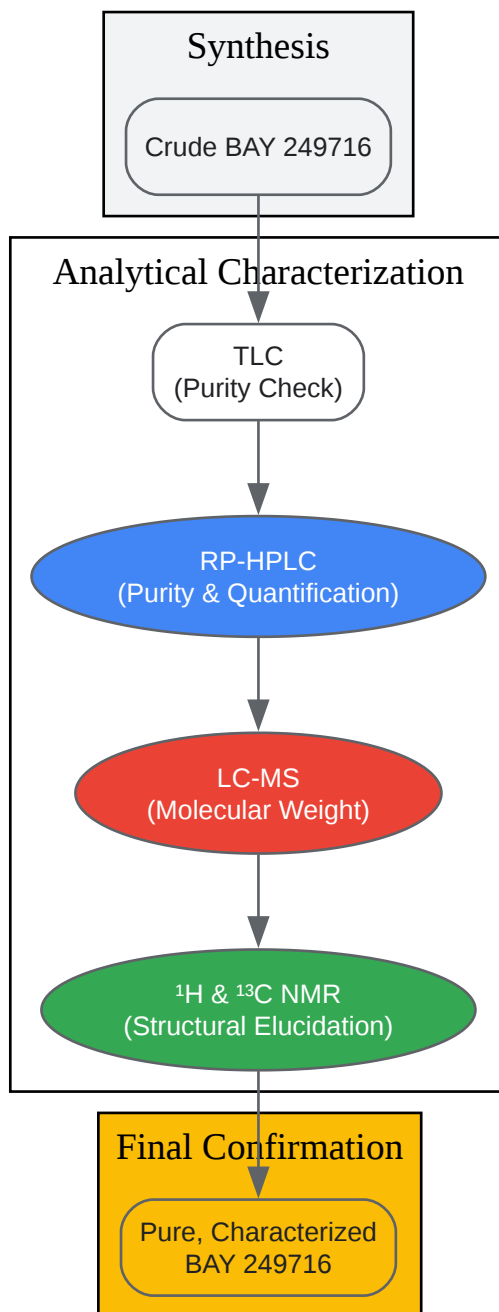 Synthesis
Crude BAY 249716
Analytical Characterization
TLC
(Purity Check)
RP-HPLC
(Purity & Quantification)
LC-MS
(Molecular Weight)
¹H & ¹³C NMR
(Structural Elucidation)
Final Confirmation
Pure, Characterized
BAY 249716